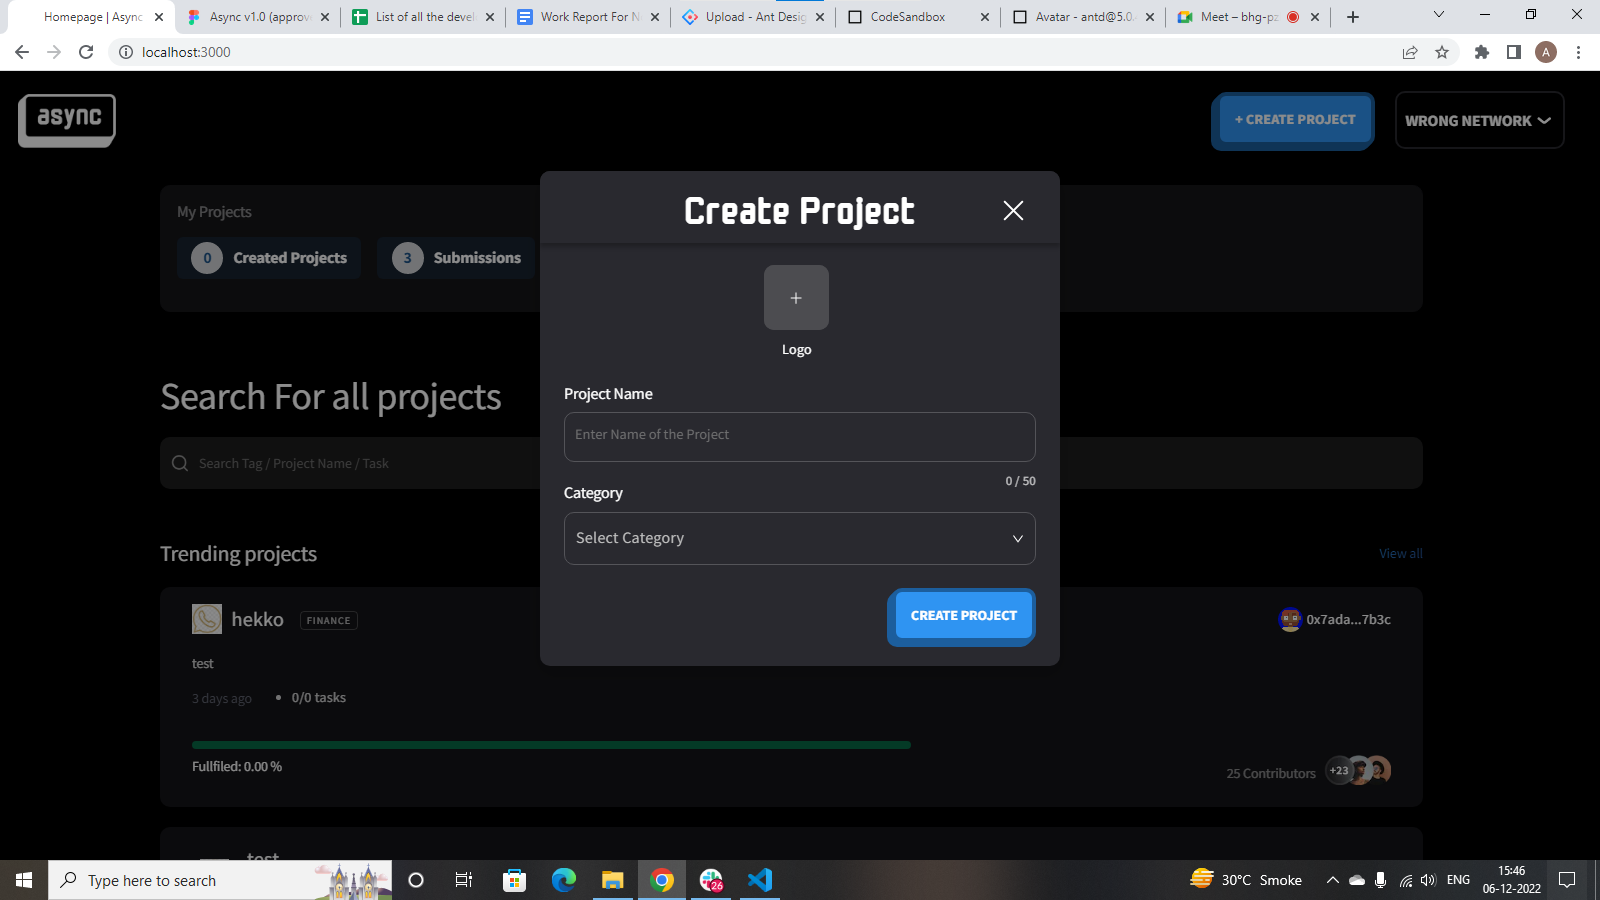 Homepage | Async
Async v1.0 (approv
List of all the devel
Work Report For N
Upload - Ant Desig
CodeSandbox
Avatar - antd@5.0.
Meet – bhg-pz
localhost:3000
A
async
+ CREATE PROJECT
WRONG NETWORK
My Projects
0 Created Projects
3 Submissions
Create Project
+
Logo
Project Name
Enter Name of the Project
0 / 50
Category
Select Category
CREATE PROJECT
Search For all projects
Search Tag / Project Name / Task
Trending projects
View all
hekko FINANCE
0x7ada...7b3c
test
3 days ago • 0/0 tasks
Fullfiled: 0.00 %
25 Contributors +23
test
Type here to search
26
30°C Smoke
ENG
15:46
06-12-2022